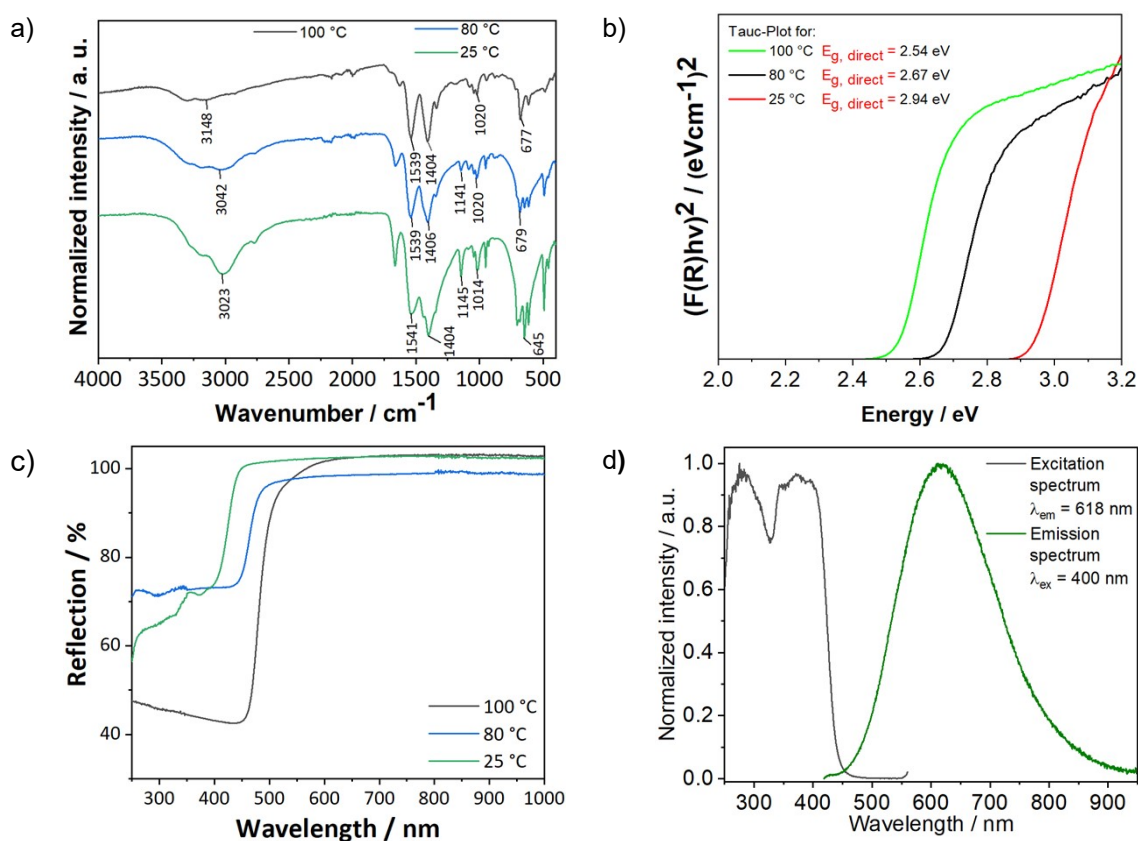 a)
100 °C
80 °C
25 °C
Normalized intensity / a. u.
3148
1539
1404
1020
677
3042
1539
1406
1141
1020
679
3023
1541
1404
1145
1014
645
4000 3500 3000 2500 2000 1500 1000 500
Wavenumber / cm-1
b)
Tauc-Plot for:
100 °C Eg, direct = 2.54 eV
80 °C Eg, direct = 2.67 eV
25 °C Eg, direct = 2.94 eV
(F(R)hv)^2 / (eVcm-1)^2
2.0 2.2 2.4 2.6 2.8 3.0 3.2
Energy / eV
c)
Reflection / %
100
80
60
40
100 °C
80 °C
25 °C
300 400 500 600 700 800 900 1000
Wavelength / nm
d)
Normalized intensity / a.u.
1.0
0.8
0.6
0.4
0.2
0.0
Excitation
spectrum
λem = 618 nm
Emission
spectrum
λex = 400 nm
300 400 500 600 700 800 900
Wavelength / nm